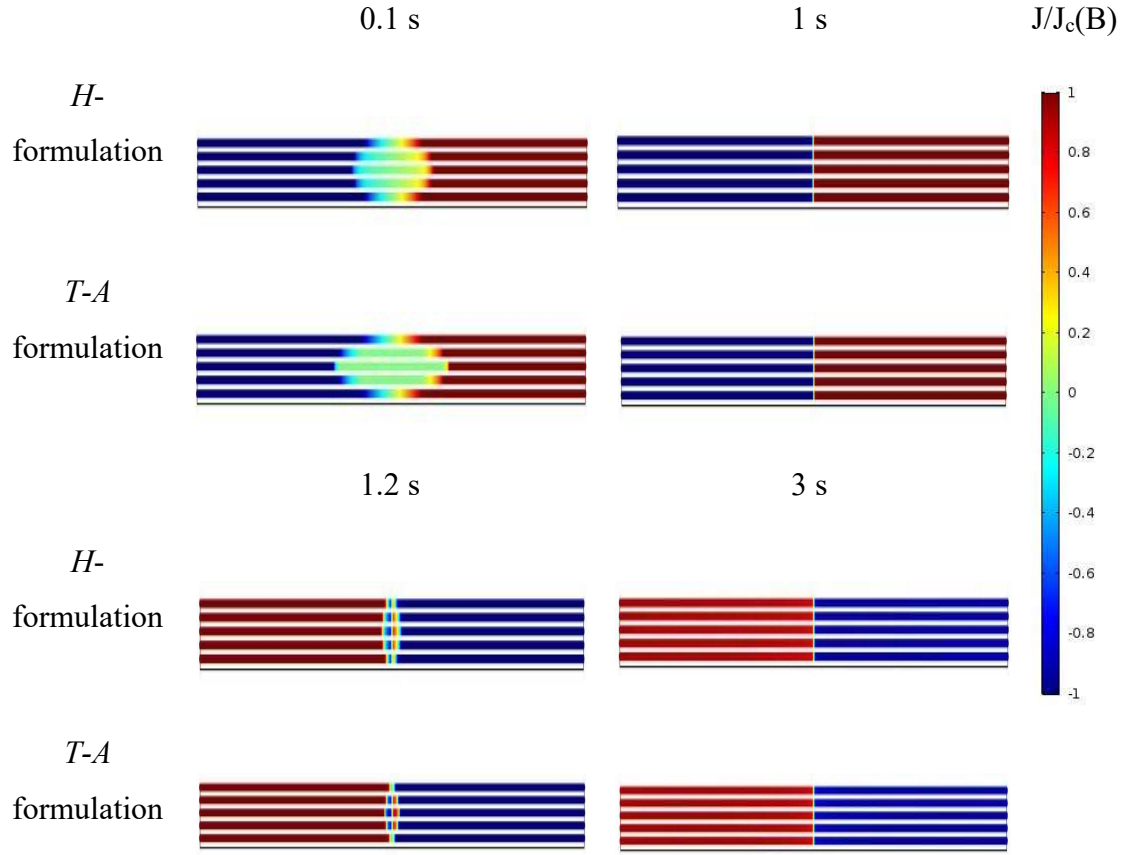 0.1 s 1 s J/Jc(B)
H-
formulation
T-A
formulation
1.2 s 3 s
H-
formulation
T-A
formulation
1
0.8
0.6
0.4
0.2
0
-0.2
-0.4
-0.6
-0.8
-1